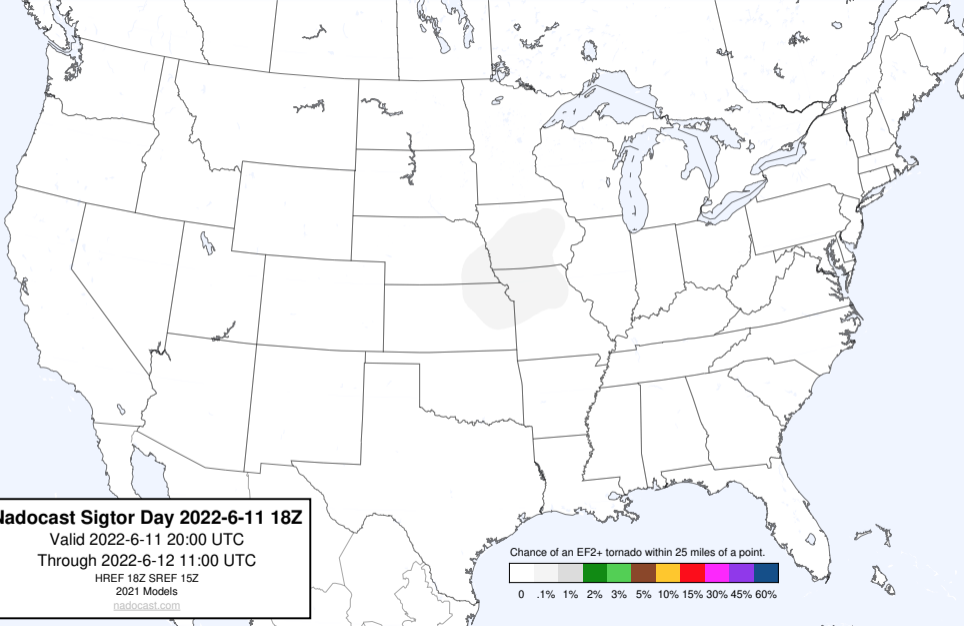 Nadocast Sigtor Day 2022-6-11 18Z
Valid 2022-6-11 20:00 UTC
Through 2022-6-12 11:00 UTC
HREF 18Z SREF 15Z
2021 Models
nadocast.com
Chance of an EF2+ tornado within 25 miles of a point.
0 .1% 1% 2% 3% 5% 10% 15% 30% 45% 60%